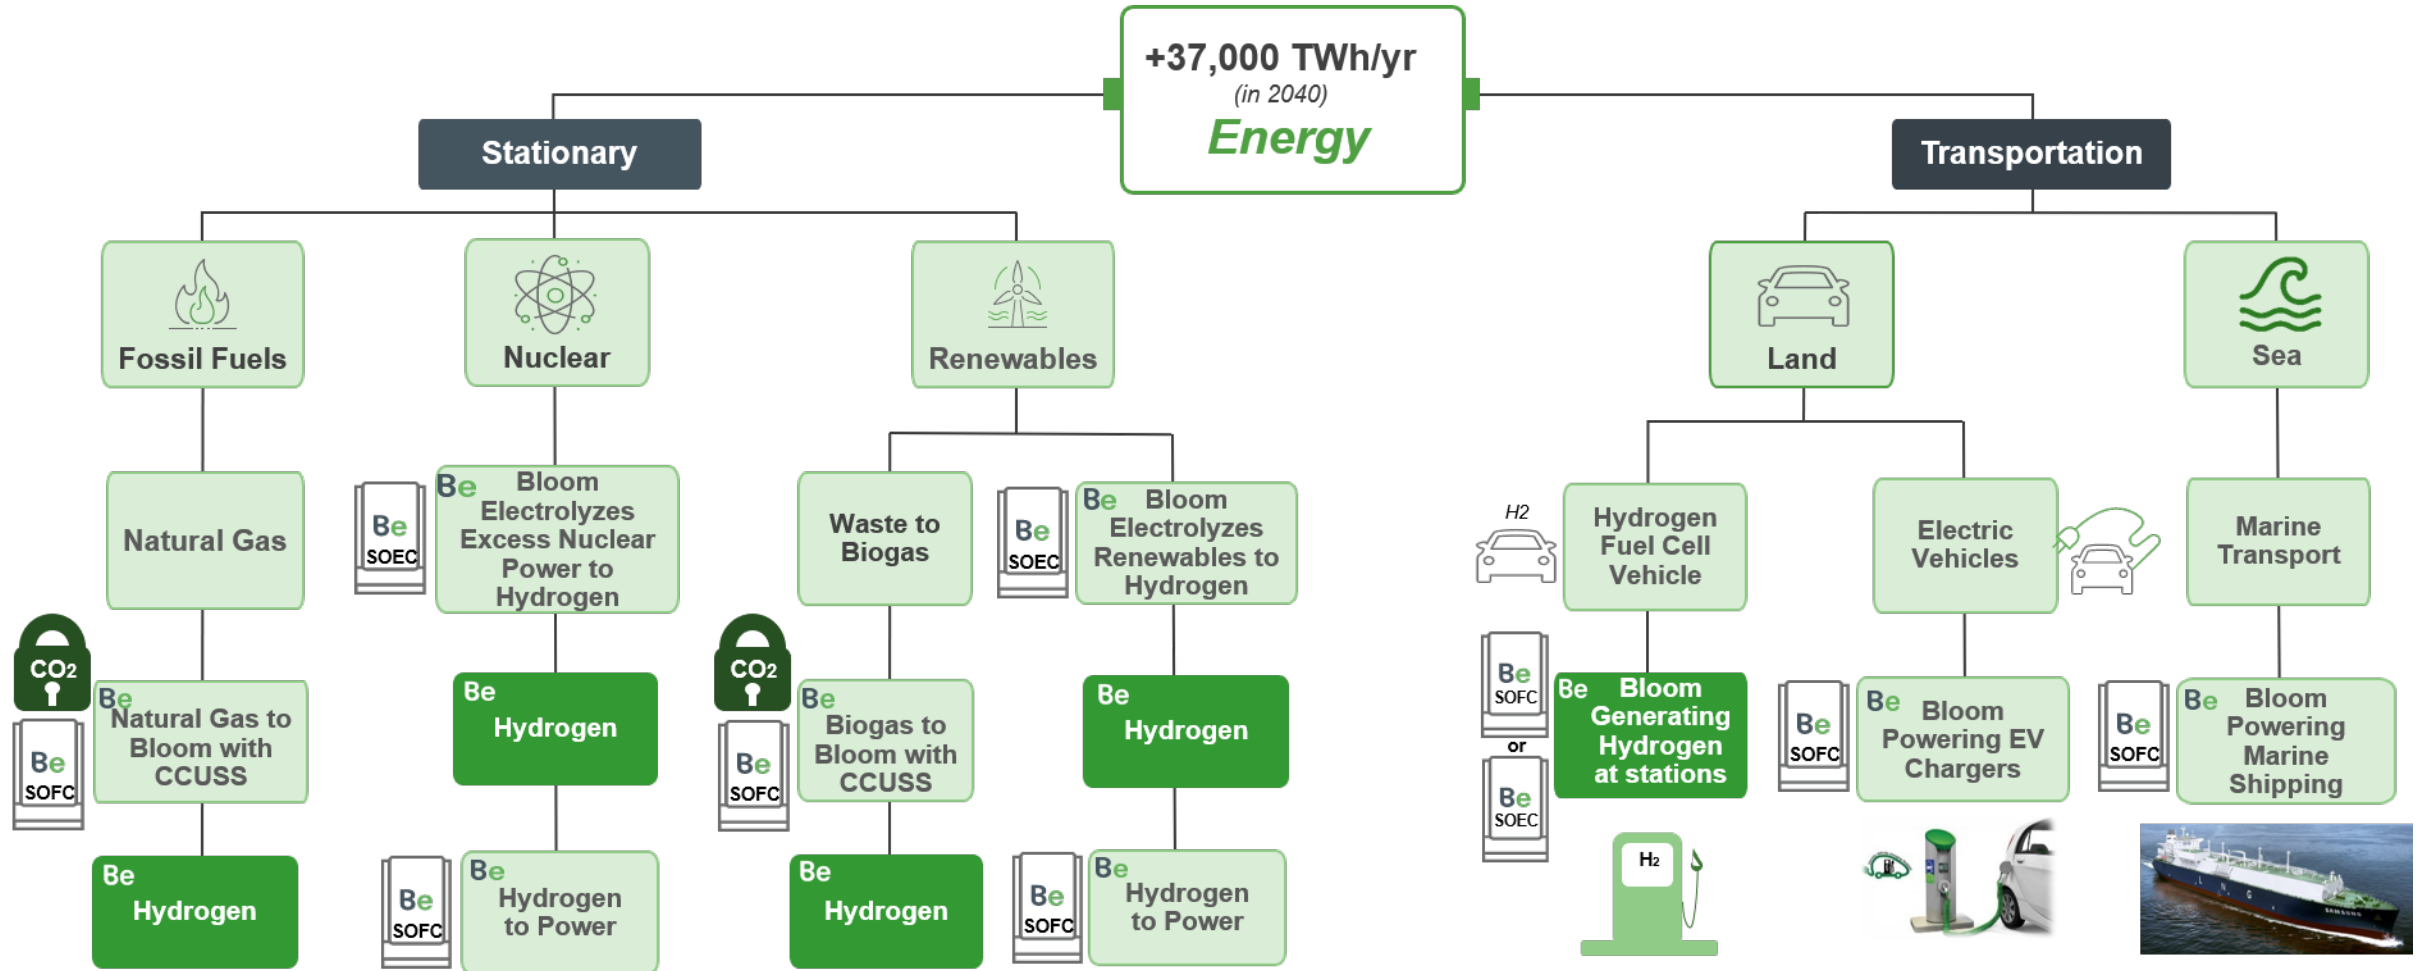 +37,000 TWh/yr
(in 2040)
Energy
Stationary
Transportation
Fossil Fuels
Nuclear
Renewables
Land
Sea
Natural Gas
Be
SOEC
Be
Bloom
Electrolyzes
Excess Nuclear
Power to
Hydrogen
Waste to
Biogas
Be
SOEC
Be
Bloom
Electrolyzes
Renewables to
Hydrogen
H2
Hydrogen
Fuel Cell
Vehicle
Electric
Vehicles
Marine
Transport
CO2
Be
SOFC
Be
Natural Gas to
Bloom with
CCUSS
Be
Hydrogen
CO2
Be
SOFC
Be
Biogas to
Bloom with
CCUSS
Be
Hydrogen
Be
SOFC
or
Be
SOEC
Be
Bloom
Generating
Hydrogen
at stations
Be
SOFC
Be
Bloom
Powering EV
Chargers
Be
SOFC
Be
Bloom
Powering
Marine
Shipping
Be
Hydrogen
Be
SOFC
Be
Hydrogen
to Power
Be
Hydrogen
Be
SOFC
Be
Hydrogen
to Power
H2
L N G
SAMSUNG